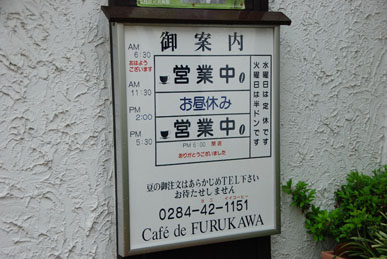 御案内
AM 6:30
おはよう
ございます
営業中
AM 11:30
お昼休み
PM 2:00
営業中
PM 5:30
PM 5:00 閉店
ありがとうございました
水曜日は定休です
火曜日は半ドンです
豆の御注文はあらかじめTEL下さい
お待たせしません
0284-42-1151
Café de FURUKAWA